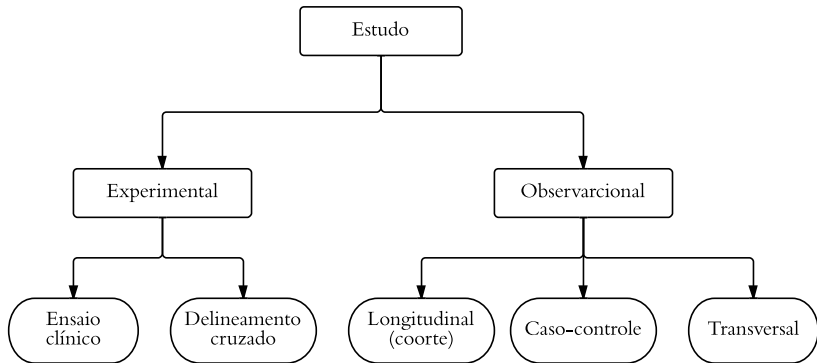 Estudo
Experimental
Observarcional
Ensaio
clínico
Delineamento
cruzado
Longitudinal
(coorte)
Caso-controle
Transversal